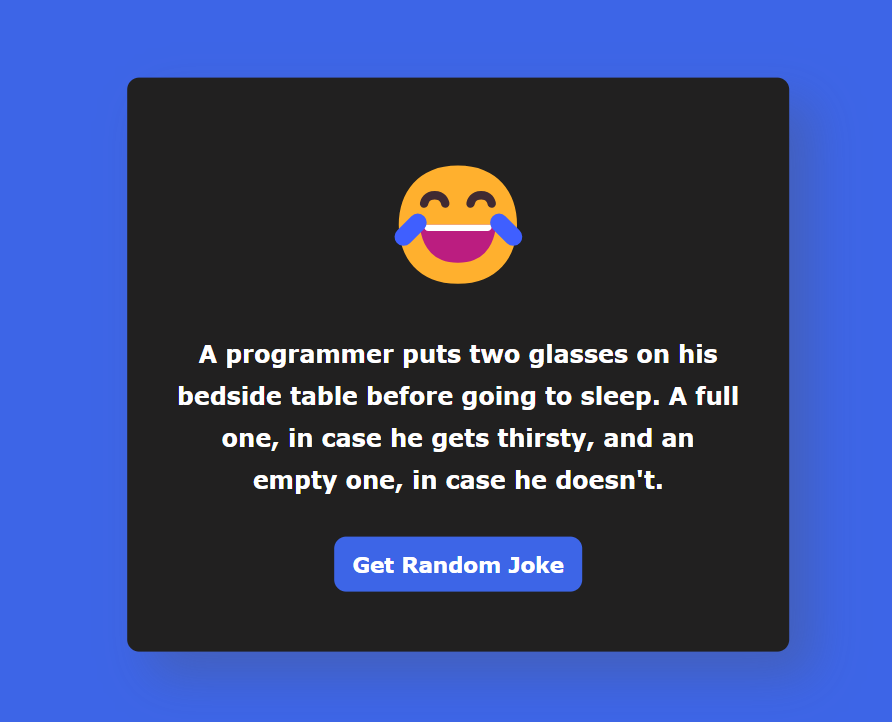 A programmer puts two glasses on his
bedside table before going to sleep. A full
one, in case he gets thirsty, and an
empty one, in case he doesn't.
Get Random Joke